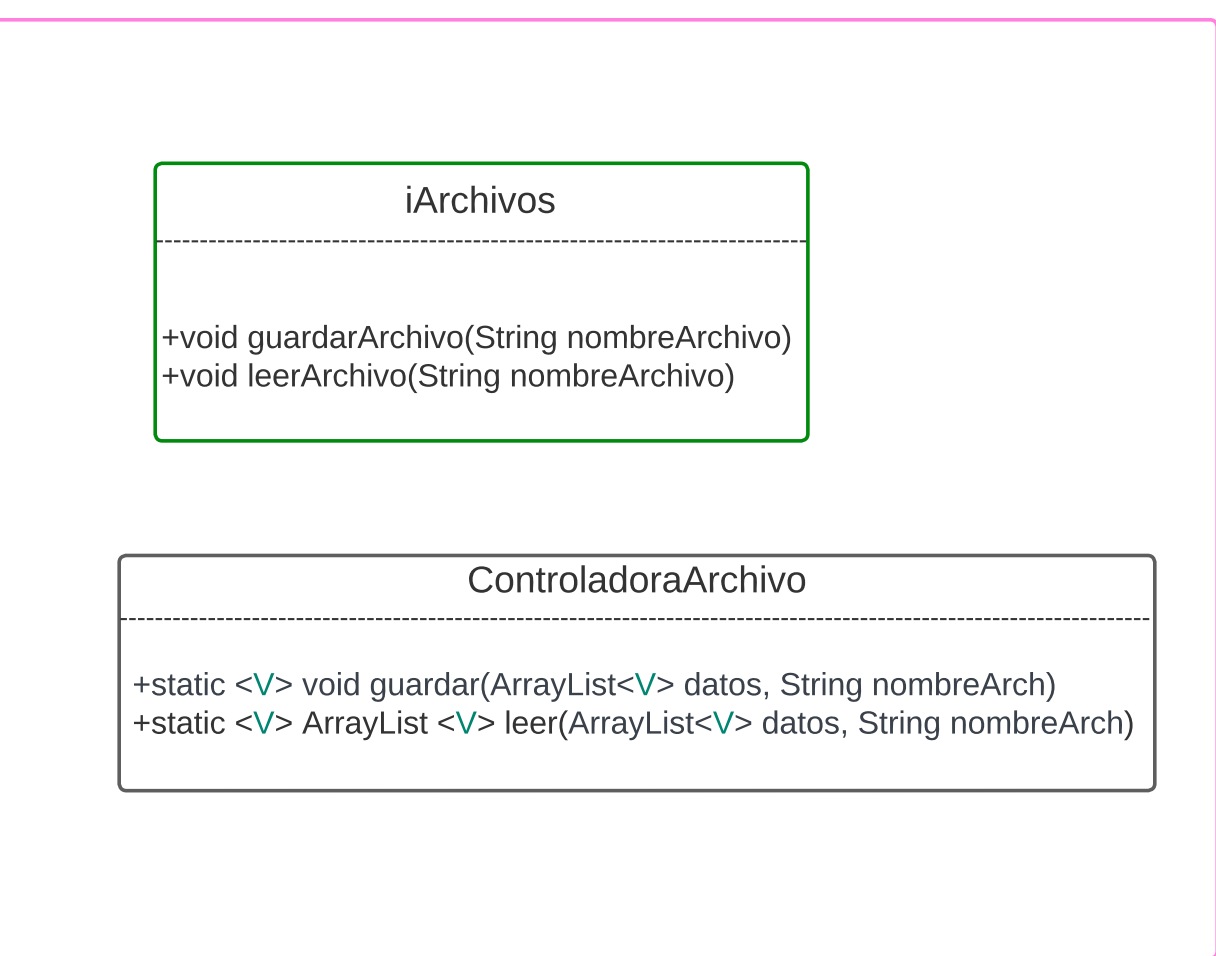 iArchivos
+void guardarArchivo(String nombreArchivo)
+void leerArchivo(String nombreArchivo)
ControladoraArchivo
+static <V> void guardar(ArrayList<V> datos, String nombreArch)
+static <V> ArrayList <V> leer(ArrayList<V> datos, String nombreArch)